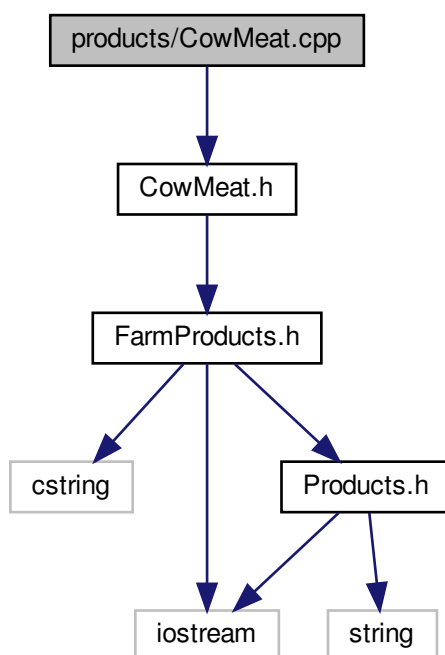 products/CowMeat.cpp
CowMeat.h
FarmProducts.h
cstring
Products.h
iostream
string